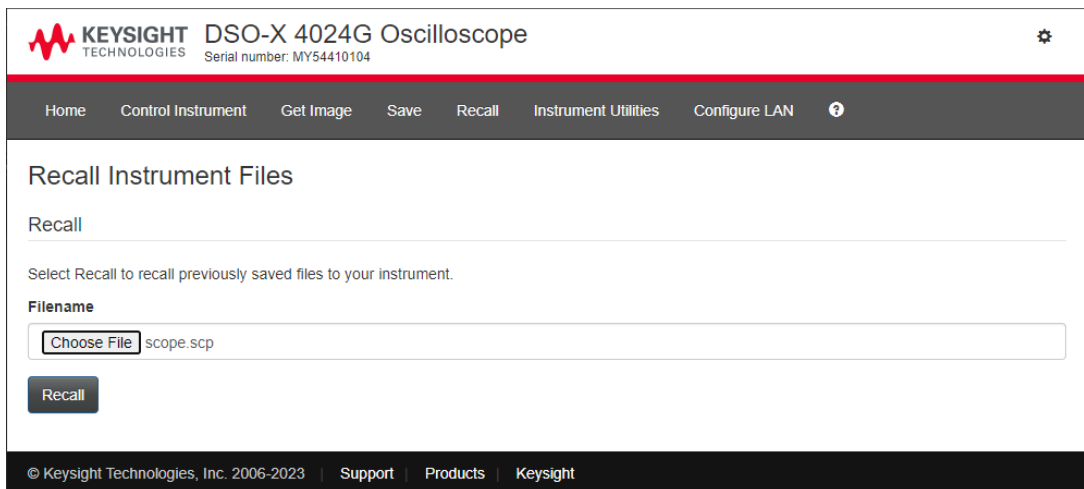 KEYSIGHT
TECHNOLOGIES
DSO-X 4024G Oscilloscope
Serial number: MY54410104
Home Control Instrument Get Image Save Recall Instrument Utilities Configure LAN ?
Recall Instrument Files
Recall
Select Recall to recall previously saved files to your instrument.
Filename
Choose File scope.scp
Recall
© Keysight Technologies, Inc. 2006-2023 | Support | Products | Keysight